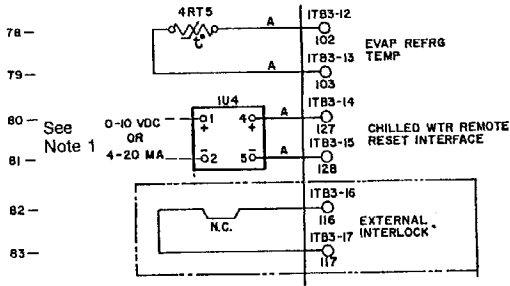 4RT5
78—
A
1TB3-12
102
t°
EVAP REFRG
TEMP
79—
A
1TB3-13
103
1U4
80—
See
Note 1
0-10 VDC
OR
4-20 MA
1
+
4
+
A
1TB3-14
127
CHILLED WTR REMOTE
RESET INTERFACE
81—
2
−
5
−
A
1TB3-15
128
82—
N.C.
1TB3-16
116
EXTERNAL
INTERLOCK
83—
1TB3-17
117